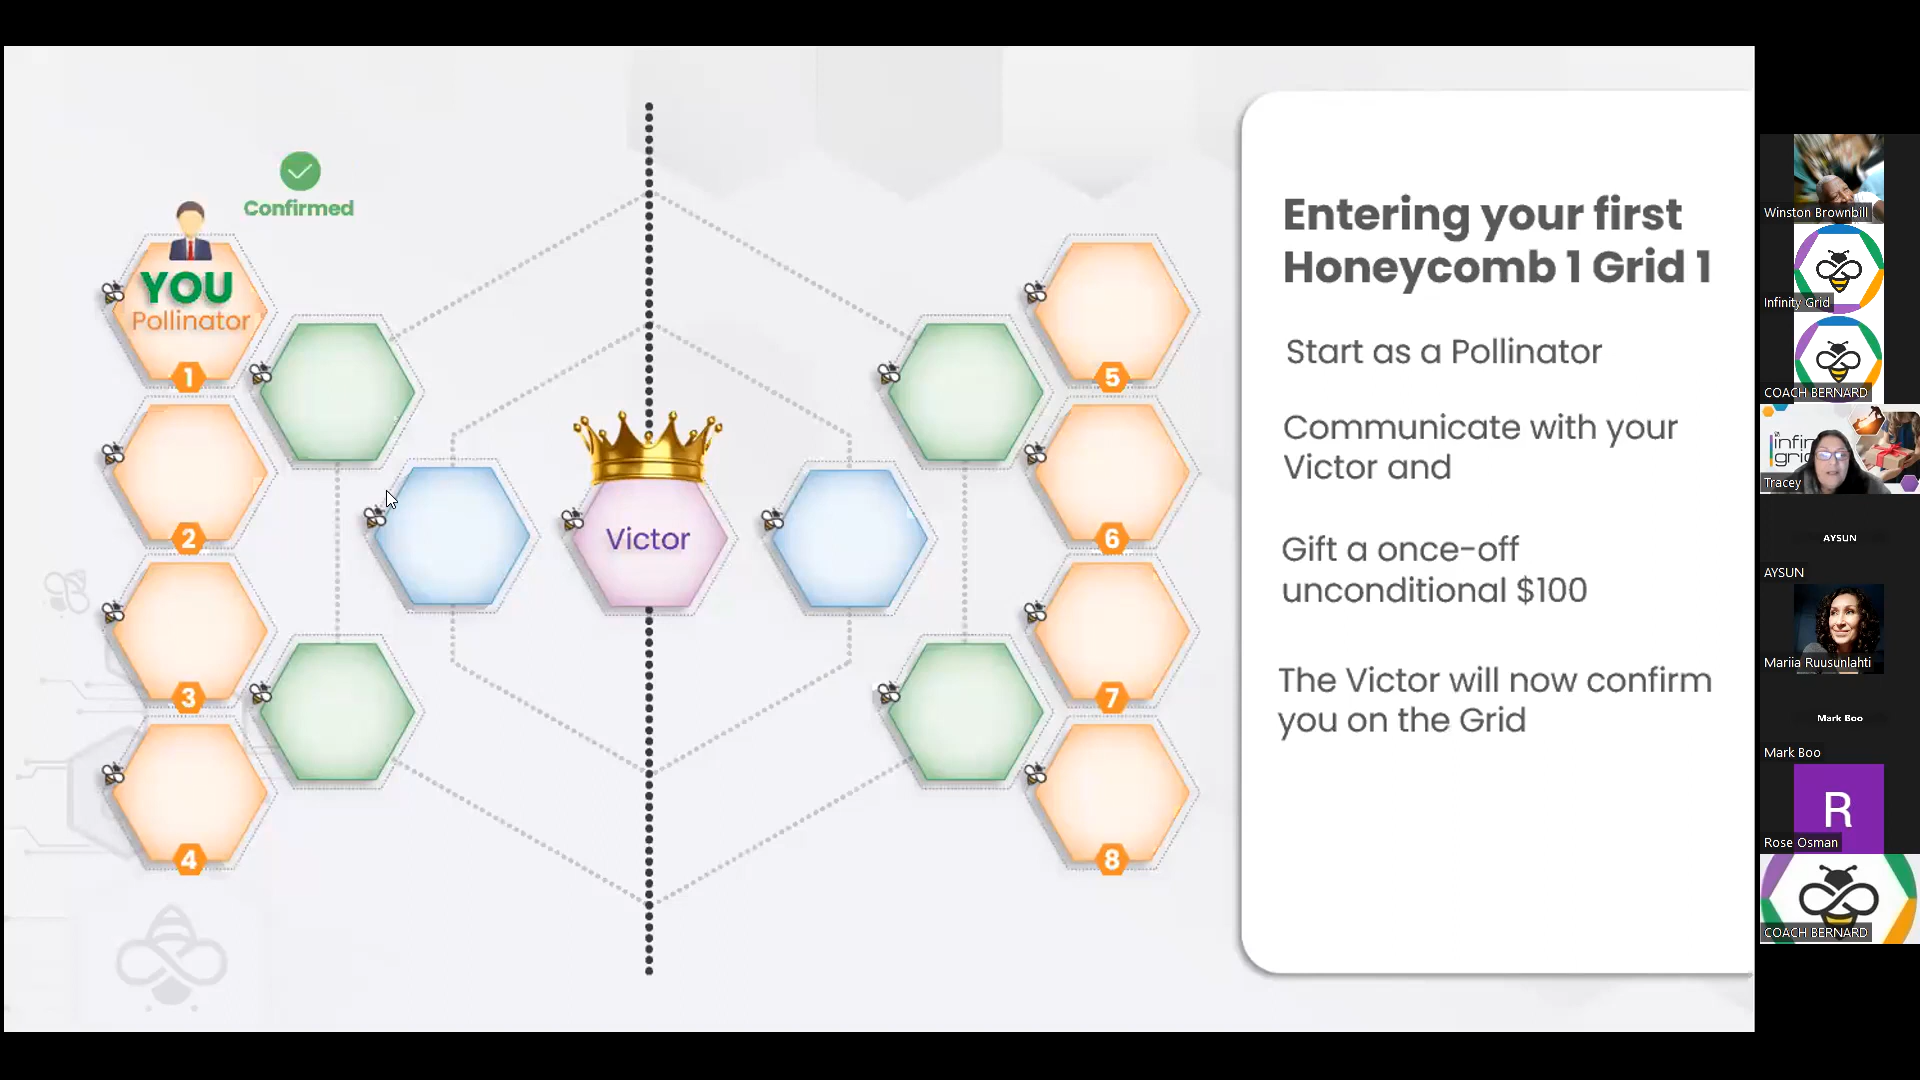 Confirmed
YOU
Pollinator
1
2
3
4
Victor
5
6
7
8
Entering your first
Honeycomb 1 Grid 1
Start as a Pollinator
Communicate with your
Victor and
Gift a once-off
unconditional $100
The Victor will now confirm
you on the Grid
Winston Brownbill
Infinity Grid
COACH BERNARD
Tracey
AYSUN
AYSUN
Mariia Ruusunlahti
Mark Boo
Mark Boo
R
Rose Osman
COACH BERNARD